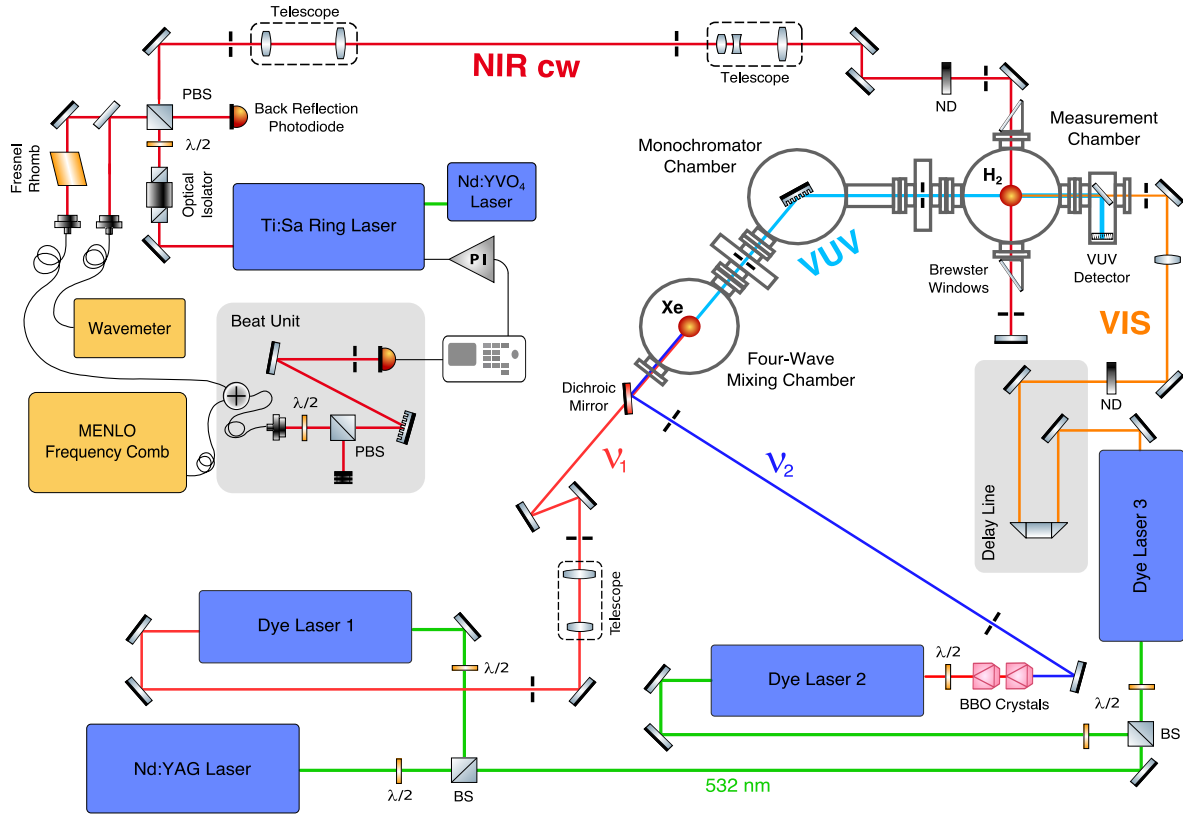 Telescope
NIR cw
Telescope
ND
PBS
Back Reflection
Photodiode
λ/2
Fresnel
Rhomb
Optical
Isolator
Ti:Sa Ring Laser
Nd:YVO4
Laser
PI
Monochromator
Chamber
Measurement
Chamber
H2
VUV
VUV
Detector
Brewster
Windows
Xe
Four-Wave
Mixing Chamber
Dichroic
Mirror
VIS
ND
Wavemeter
Beat Unit
MENLO
Frequency Comb
λ/2
PBS
ν1
ν2
Delay Line
Dye Laser 3
Telescope
Dye Laser 1
λ/2
Dye Laser 2
λ/2
BBO Crystals
λ/2
λ/2
BS
Nd:YAG Laser
λ/2
BS
532 nm